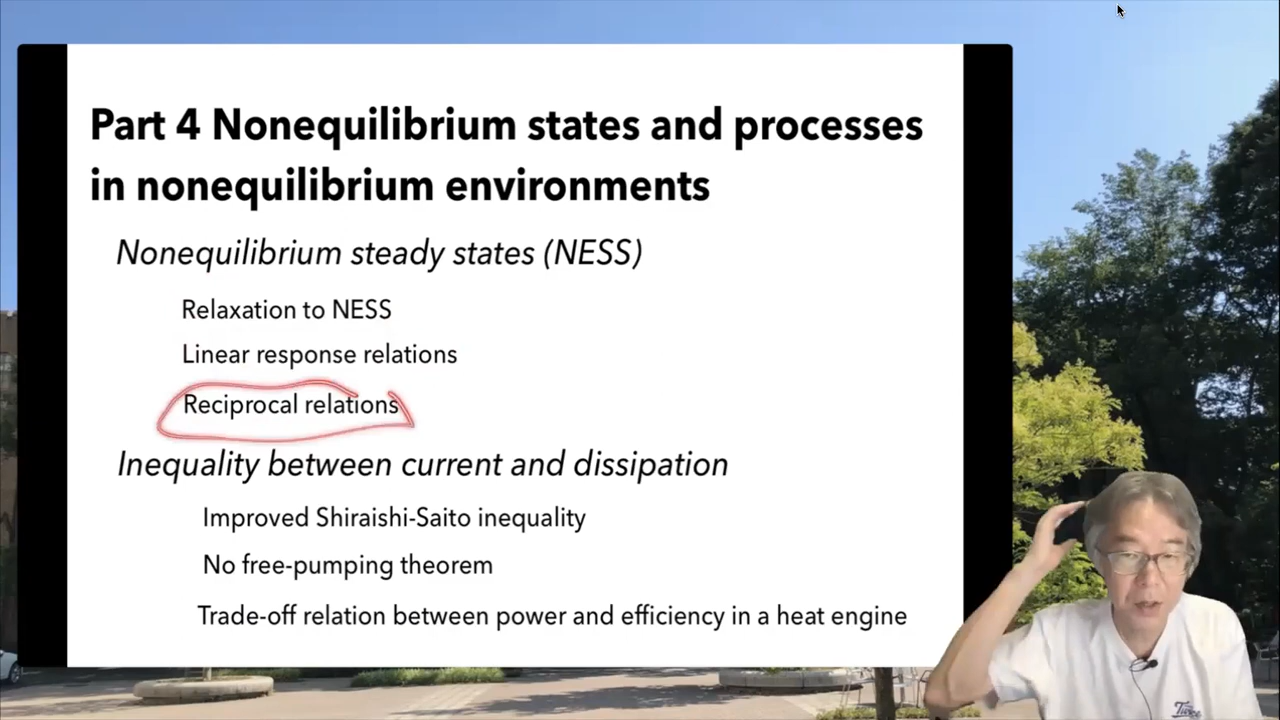 Part 4 Nonequilibrium states and processes
in nonequilibrium environments
Nonequilibrium steady states (NESS)
Relaxation to NESS
Linear response relations
Reciprocal relations
Inequality between current and dissipation
Improved Shiraishi-Saito inequality
No free-pumping theorem
Trade-off relation between power and efficiency in a heat engine